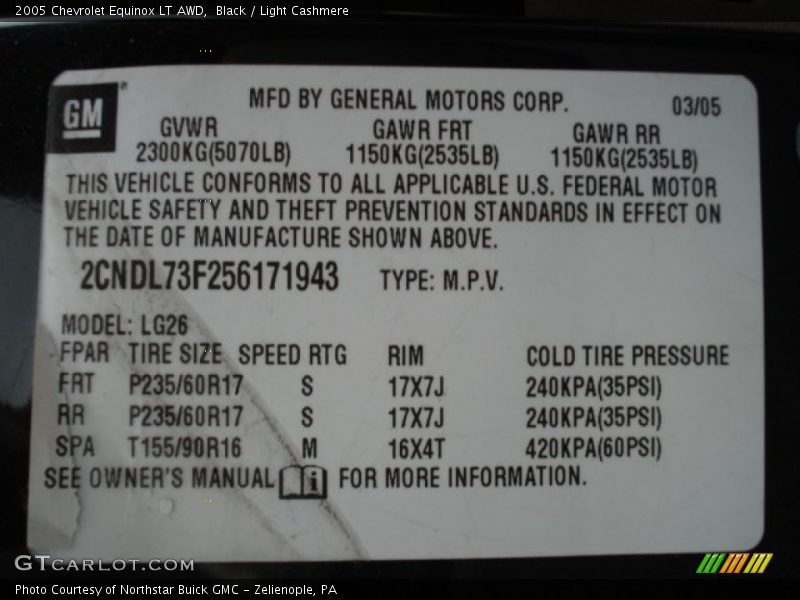 2005 Chevrolet Equinox LT AWD, Black / Light Cashmere
GM
MFD BY GENERAL MOTORS CORP. 03/05
GVWR GAWR FRT GAWR RR
2300KG(5070LB) 1150KG(2535LB) 1150KG(2535LB)
THIS VEHICLE CONFORMS TO ALL APPLICABLE U.S. FEDERAL MOTOR
VEHICLE SAFETY AND THEFT PREVENTION STANDARDS IN EFFECT ON
THE DATE OF MANUFACTURE SHOWN ABOVE.
2CNDL73F256171943 TYPE: M.P.V.
MODEL: LG26
FPAR TIRE SIZE SPEED RTG RIM COLD TIRE PRESSURE
FRT P235/60R17 S 17X7J 240KPA(35PSI)
RR P235/60R17 S 17X7J 240KPA(35PSI)
SPA T155/90R16 M 16X4T 420KPA(60PSI)
SEE OWNER'S MANUAL i FOR MORE INFORMATION.
GTCARLOT.COM
Photo Courtesy of Northstar Buick GMC - Zelienople, PA